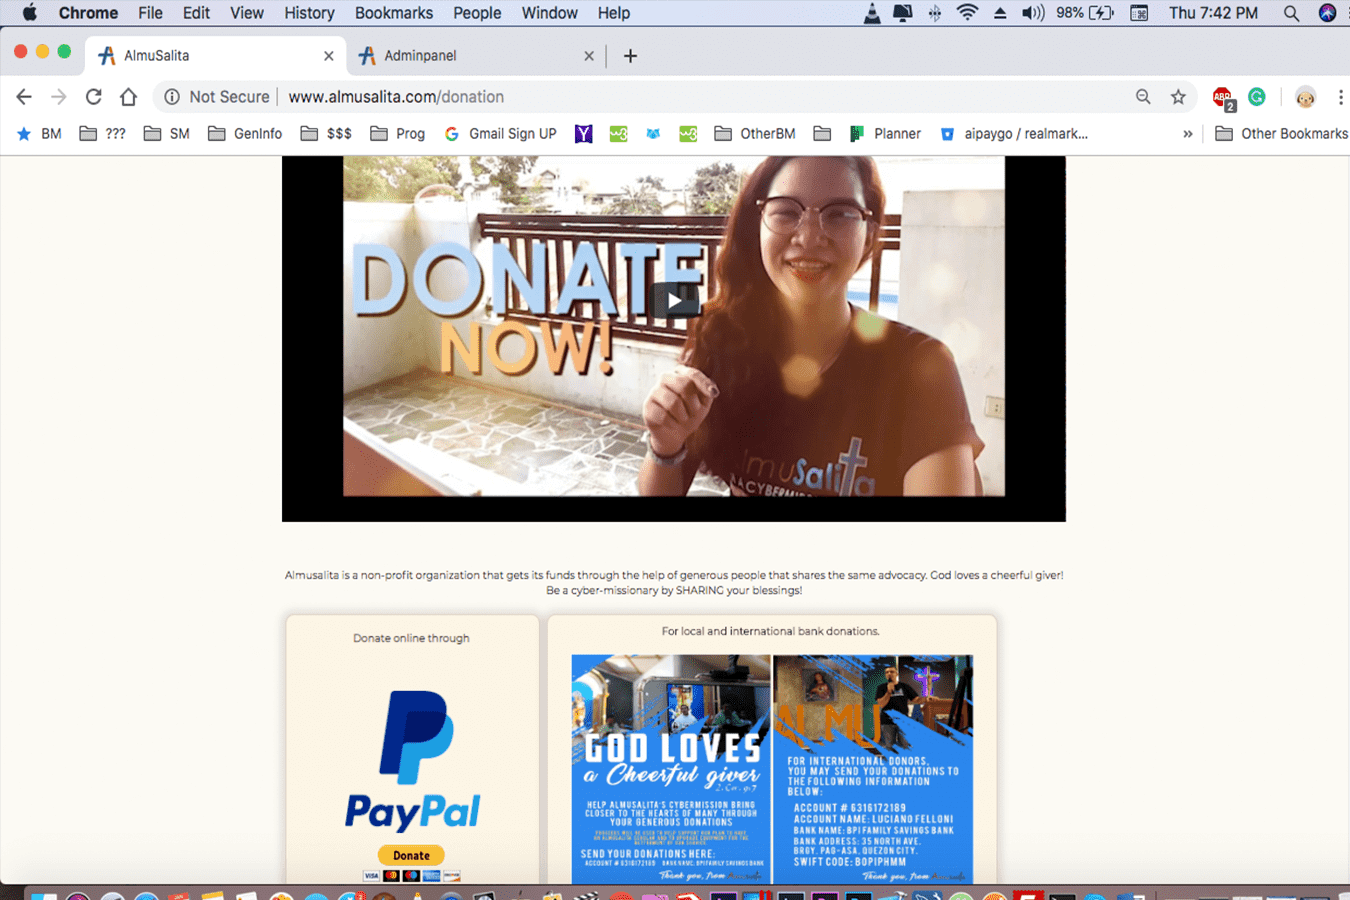 Chrome File Edit View History Bookmarks People Window Help 98% Thu 7:42 PM
AlmuSalita Adminpanel
Not Secure www.almusalita.com/donation ABP 2
BM ??? SM GenInfo $$$ Prog Gmail Sign UP OtherBM Planner aipaygo / realmark... » Other Bookmarks
DONATE
NOW!
lmuSalita
Almusalita is a non-profit organization that gets its funds through the help of generous people that shares the same advocacy. God loves a cheerful giver!
Be a cyber-missionary by SHARING your blessings!
Donate online through
PayPal
Donate
VISA
For local and international bank donations.
GOD LOVES
a Cheerful giver
2. Cor. 9:7
HELP ALMUSALITA'S CYBERMISSION BRING
CLOSER TO THE HEARTS OF MANY THROUGH
YOUR GENEROUS DONATIONS
SEND YOUR DONATIONS HERE:
ACCOUNT # 6316172189 BANK NAME: BPI FAMILY SAVINGS BANK
Thank you, from
ALMU
FOR INTERNATIONAL DONORS,
YOU MAY SEND YOUR DONATIONS TO
THE FOLLOWING INFORMATION
BELOW:
ACCOUNT # 6316172189
ACCOUNT NAME: LUCIANO FELLONI
BANK NAME: BPI FAMILY SAVINGS BANK
BANK ADDRESS: 35 NORTH AVE.
BRGY. PAG-ASA, QUEZON CITY.
SWIFT CODE: BOPIPHMM
Thank you, from